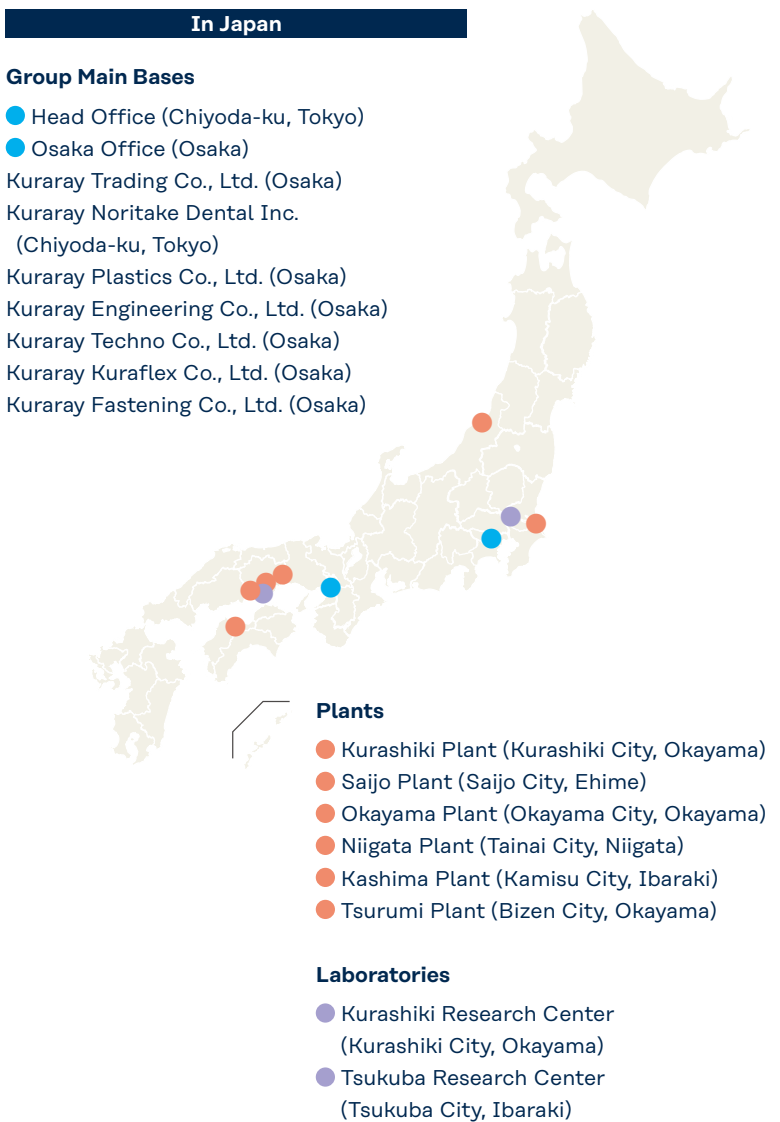 In Japan
Group Main Bases
Head Office (Chiyoda-ku, Tokyo)
Osaka Office (Osaka)
Kuraray Trading Co., Ltd. (Osaka)
Kuraray Noritake Dental Inc.
(Chiyoda-ku, Tokyo)
Kuraray Plastics Co., Ltd. (Osaka)
Kuraray Engineering Co., Ltd. (Osaka)
Kuraray Techno Co., Ltd. (Osaka)
Kuraray Kuraflex Co., Ltd. (Osaka)
Kuraray Fastening Co., Ltd. (Osaka)
Plants
Kurashiki Plant (Kurashiki City, Okayama)
Saijo Plant (Saijo City, Ehime)
Okayama Plant (Okayama City, Okayama)
Niigata Plant (Tainai City, Niigata)
Kashima Plant (Kamisu City, Ibaraki)
Tsurumi Plant (Bizen City, Okayama)
Laboratories
Kurashiki Research Center
(Kurashiki City, Okayama)
Tsukuba Research Center
(Tsukuba City, Ibaraki)